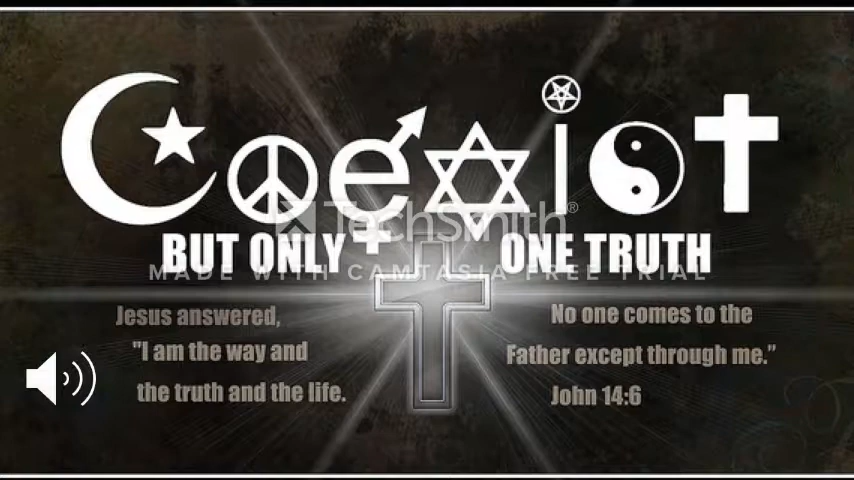 Coexist
BUT ONLY ONE TRUTH
TechSmith®
MADE WITH CAMTASIA FREE TRIAL
Jesus answered,
"I am the way and
the truth and the life.
No one comes to the
Father except through me.”
John 14:6